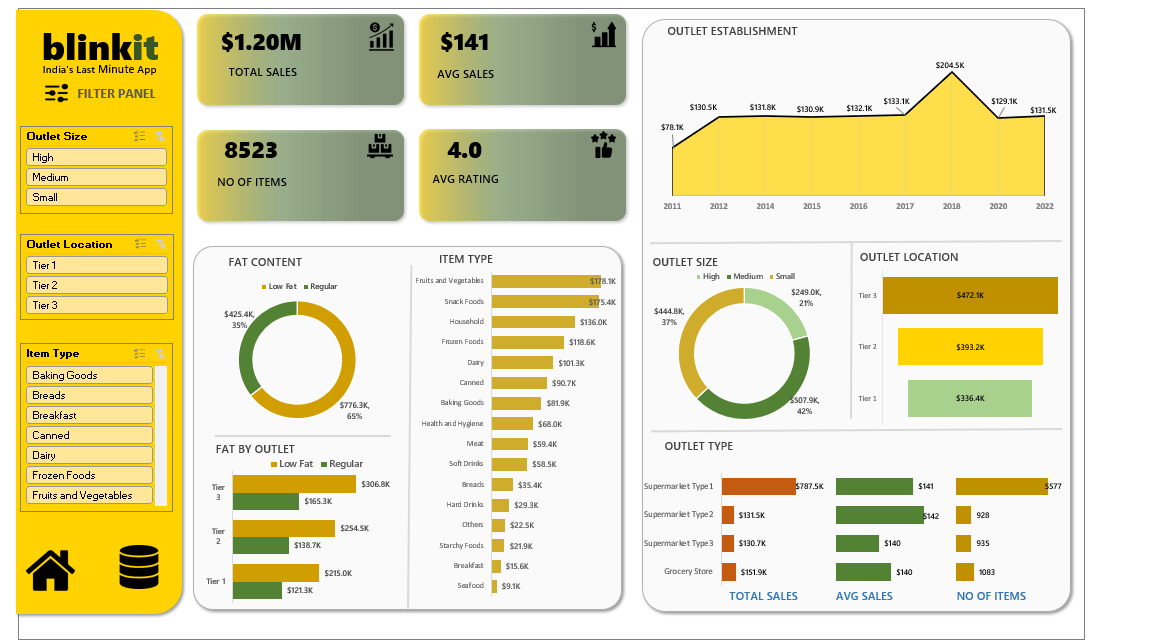 blinkit
India's Last Minute App
FILTER PANEL
Outlet Size
High
Medium
Small
Outlet Location
Tier 1
Tier 2
Tier 3
Item Type
Baking Goods
Breads
Breakfast
Canned
Dairy
Frozen Foods
Fruits and Vegetables
$1.20M
TOTAL SALES
$141
AVG SALES
8523
NO OF ITEMS
4.0
AVG RATING
FAT CONTENT
Low Fat Regular
$425.4K,
35%
$776.3K,
65%
FAT BY OUTLET
Low Fat Regular
Tier
3
$306.8K
$165.3K
Tier
2
$254.5K
$138.7K
Tier 1
$215.0K
$121.3K
ITEM TYPE
Fruits and Vegetables $178.1K
Snack Foods $175.4K
Household $136.0K
Frozen Foods $118.6K
Dairy $101.3K
Canned $90.7K
Baking Goods $81.9K
Health and Hygiene $68.0K
Meat $59.4K
Soft Drinks $58.5K
Breads $35.4K
Hard Drinks $29.3K
Others $22.5K
Starchy Foods $21.9K
Breakfast $15.6K
Seafood $9.1K
OUTLET ESTABLISHMENT
$78.1K $130.5K $131.8K $130.9K $132.1K $133.1K $204.5K $129.1K $131.5K
2011 2012 2014 2015 2016 2017 2018 2020 2022
OUTLET SIZE
High Medium Small
$249.0K,
21%
$444.8K,
37%
$507.9K,
42%
OUTLET LOCATION
Tier 3 $472.1K
Tier 2 $393.2K
Tier 1 $336.4K
OUTLET TYPE
Supermarket Type1 $787.5K $141 $577
Supermarket Type2 $131.5K $142 928
Supermarket Type3 $130.7K $140 935
Grocery Store $151.9K $140 1083
TOTAL SALES AVG SALES NO OF ITEMS